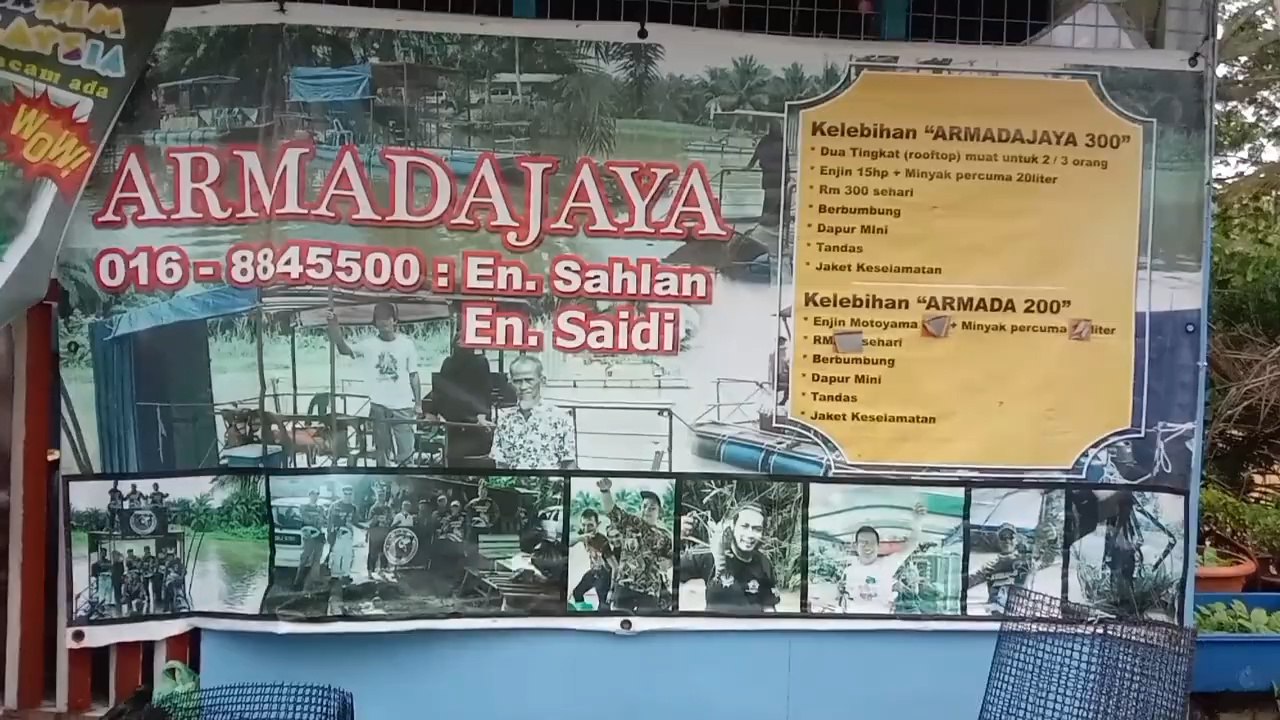 acam ada
WOW!
ARMADAJAYA
016 - 8845500 : En. Sahlan
En. Saidi
Kelebihan “ARMADAJAYA 300”
* Dua Tingkat (rooftop) muat untuk 2 / 3 orang
* Enjin 15hp + Minyak percuma 20liter
* Rm 300 sehari
* Berbumbung
* Dapur Mini
* Tandas
* Jaket Keselamatan
Kelebihan “ARMADA 200”
* Enjin Motoyama + Minyak percuma liter
* RM sehari
* Berbumbung
* Dapur Mini
* Tandas
* Jaket Keselamatan